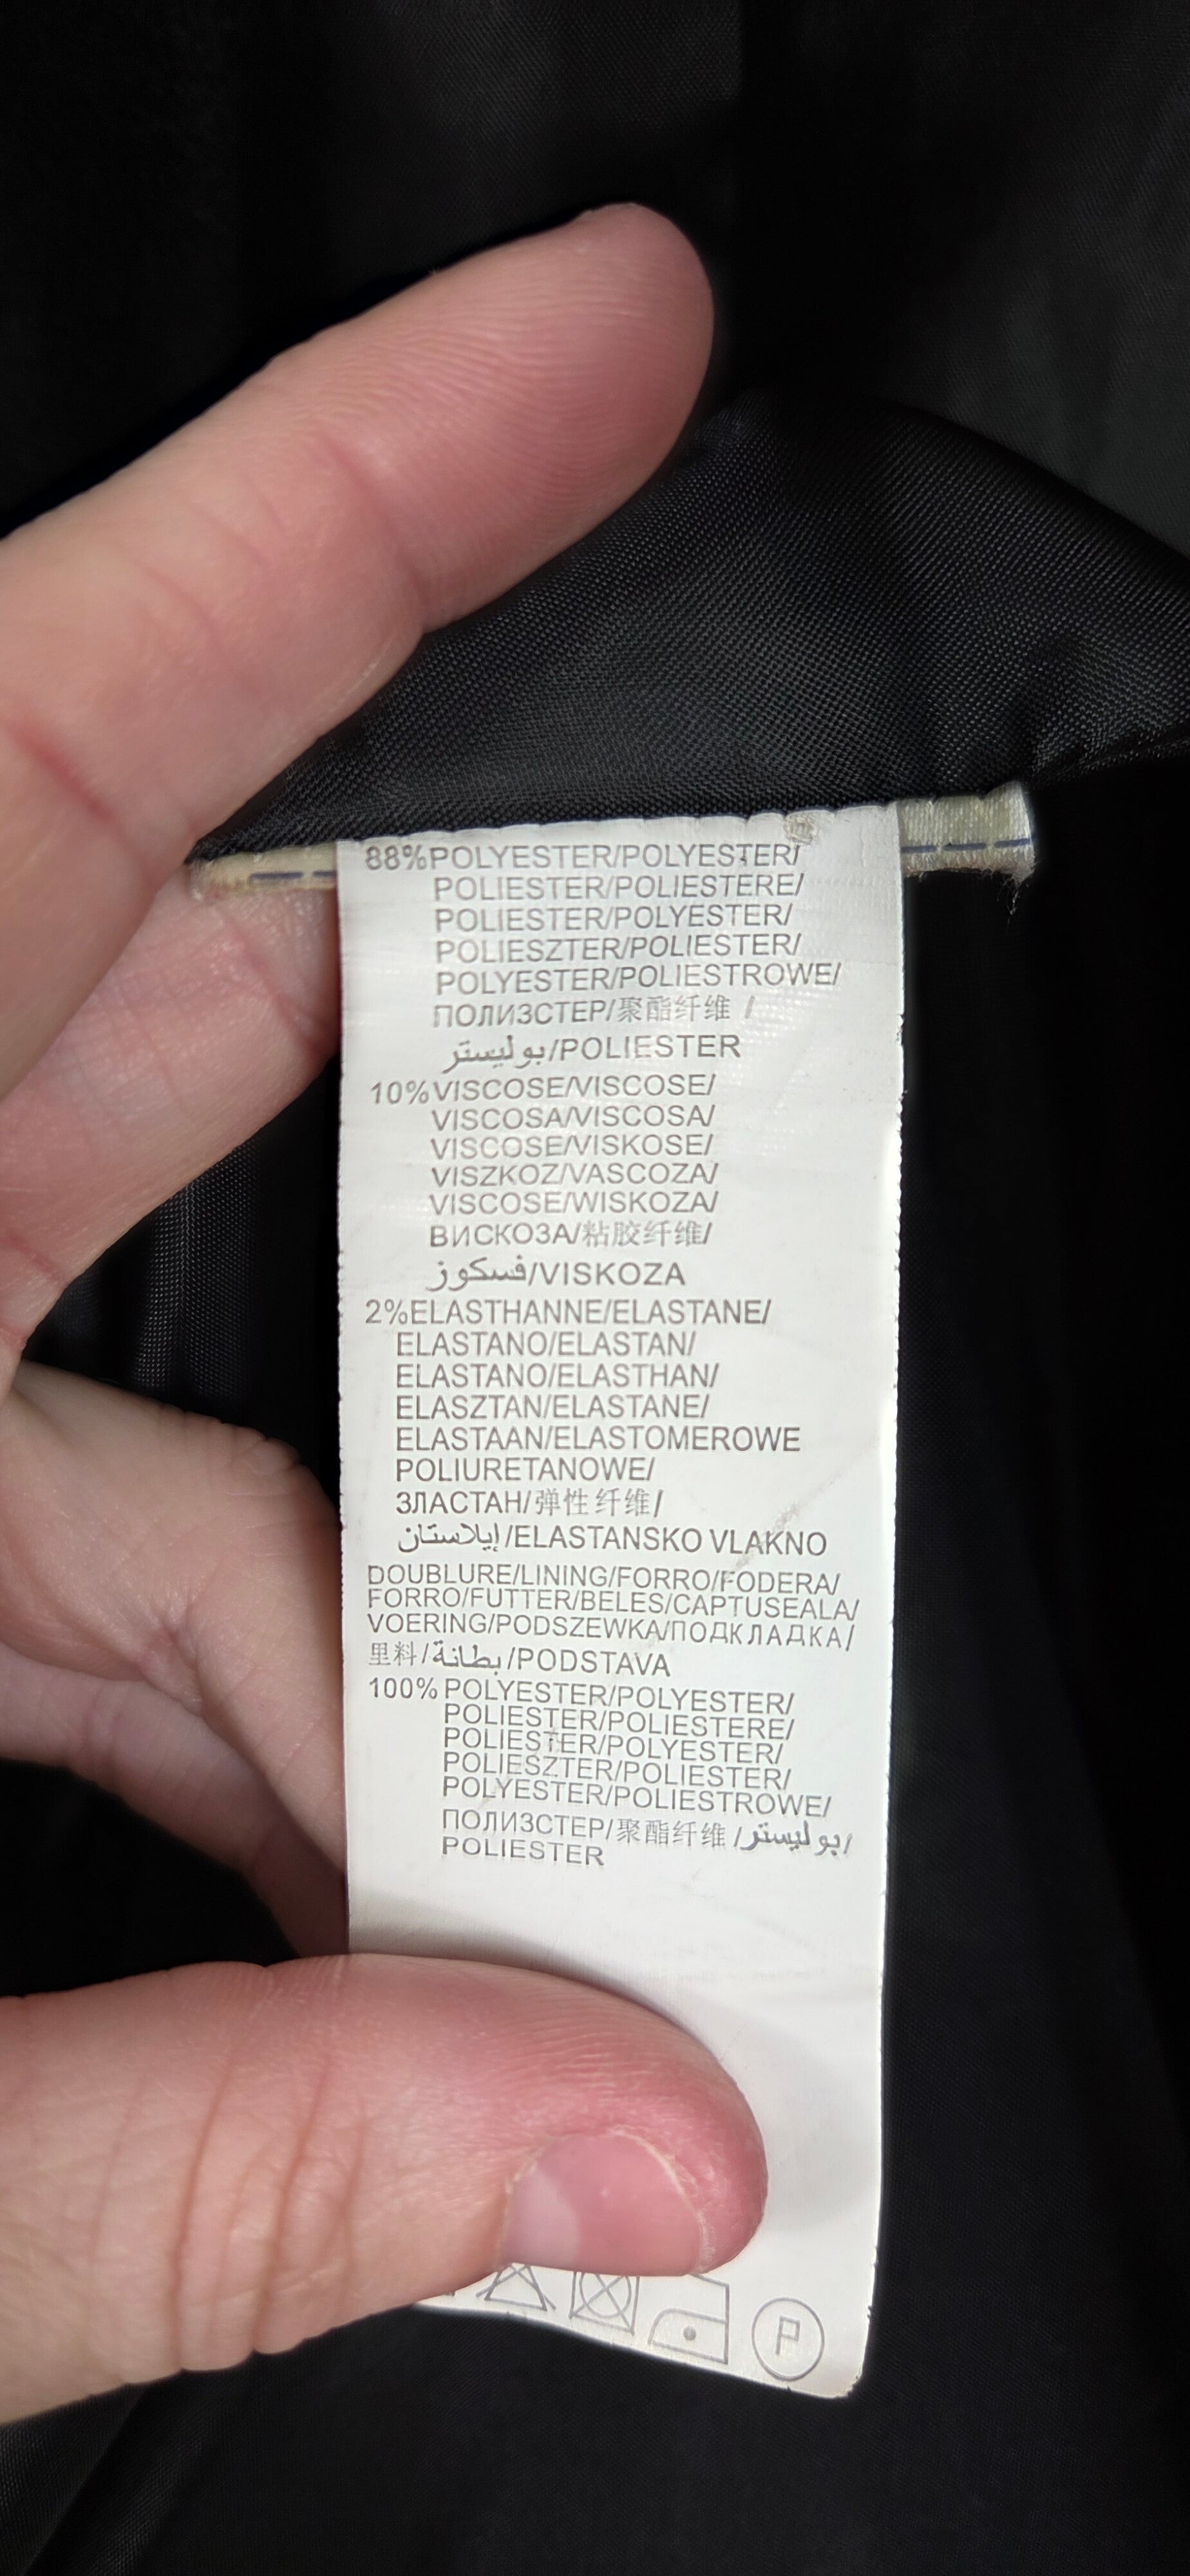 88%POLYESTER/POLYESTER/
POLIESTER/POLIESTERE/
POLIESTER/POLYESTER/
POLIESZTER/POLIESTER/
POLYESTER/POLIESTROWE/
ПОЛИЗСТЕР/聚酯纤维 /
بوليستر/POLIESTER
10%VISCOSE/VISCOSE/
VISCOSA/VISCOSA/
VISCOSE/VISKOSE/
VISZKOZ/VASCOZA/
VISCOSE/WISKOZA/
ВИСКОЗА/粘胶纤维/
فسكوز/VISKOZA
2%ELASTHANNE/ELASTANE/
ELASTANO/ELASTAN/
ELASTANO/ELASTHAN/
ELASZTAN/ELASTANE/
ELASTAAN/ELASTOMEROWE
POLIURETANOWE/
ЗЛАСТАН/弹性纤维/
إيلاستان/ELASTANSKO VLAKNO
DOUBLURE/LINING/FORRO/FODERA/
FORRO/FUTTER/BELES/CAPTUSEALA/
VOERING/PODSZEWKA/ПОДКЛАДКА/
里料/بطانة/PODSTAVA
100%POLYESTER/POLYESTER/
POLIESTER/POLIESTERE/
POLIESTER/POLYESTER/
POLIESZTER/POLIESTER/
POLYESTER/POLIESTROWE/
ПОЛИЗСТЕР/聚酯纤维 /بوليستر/
POLIESTER
P